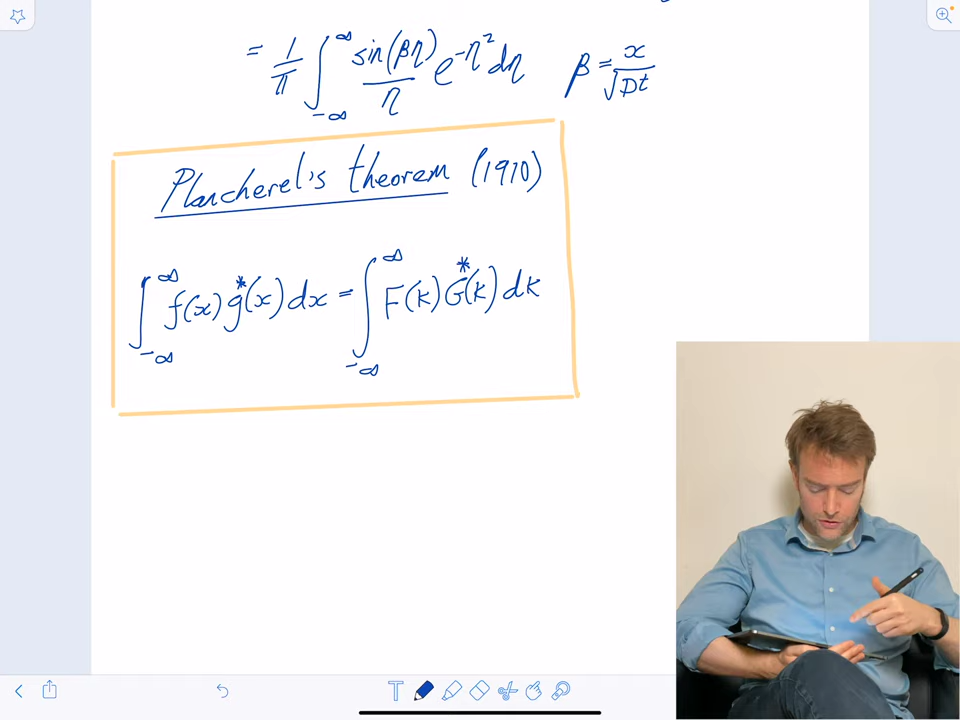 = 1/π ∫_{-∞}^{∞} sin(βη)/η e^{-η²} dη β = x/√Dt
Plancherel's theorem (1910)
∫_{-∞}^{∞} f(x) g*(x) dx = ∫_{-∞}^{∞} F(k) G*(k) dk
T